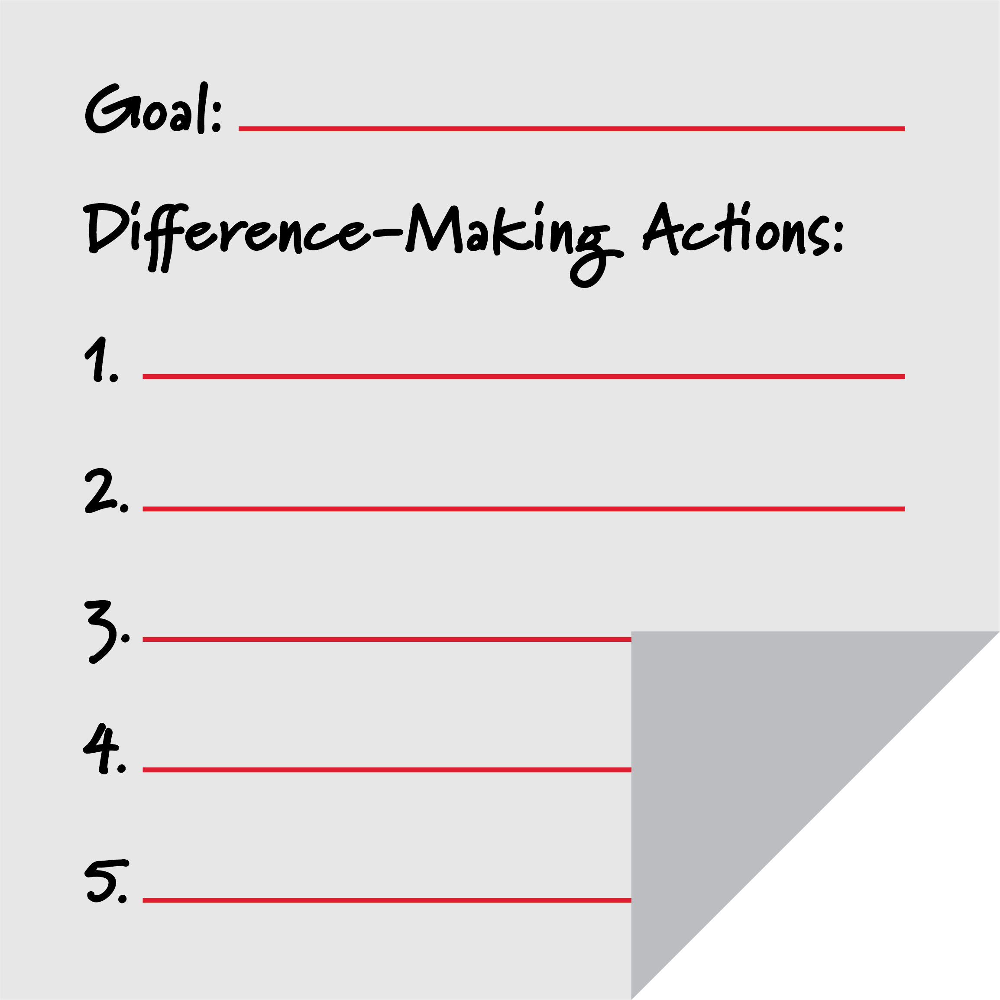 Goal:
Difference-Making Actions:
1.
2.
3.
4.
5.